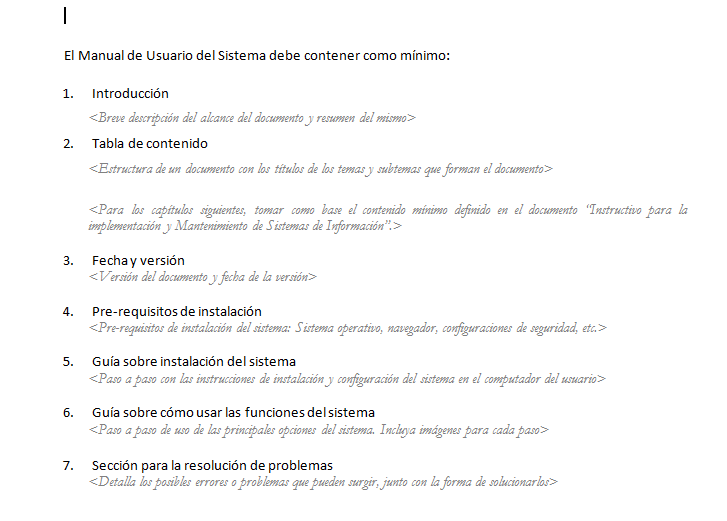 El Manual de Usuario del Sistema debe contener como mínimo:
1. Introducción
<Breve descripción del alcance del documento y resumen del mismo>
2. Tabla de contenido
<Estructura de un documento con los títulos de los temas y subtemas que forman el documento>
<Para los capítulos siguientes, tomar como base el contenido mínimo definido en el documento “Instructivo para la
implementación y Mantenimiento de Sistemas de Información”.>
3. Fecha y versión
<Versión del documento y fecha de la versión>
4. Pre-requisitos de instalación
<Pre-requisitos de instalación del sistema: Sistema operativo, navegador, configuraciones de seguridad, etc.>
5. Guía sobre instalación del sistema
<Paso a paso con las instrucciones de instalación y configuración del sistema en el computador del usuario>
6. Guía sobre cómo usar las funciones del sistema
<Paso a paso de uso de las principales opciones del sistema. Incluya imágenes para cada paso>
7. Sección para la resolución de problemas
<Detalla los posibles errores o problemas que pueden surgir, junto con la forma de solucionarlos>